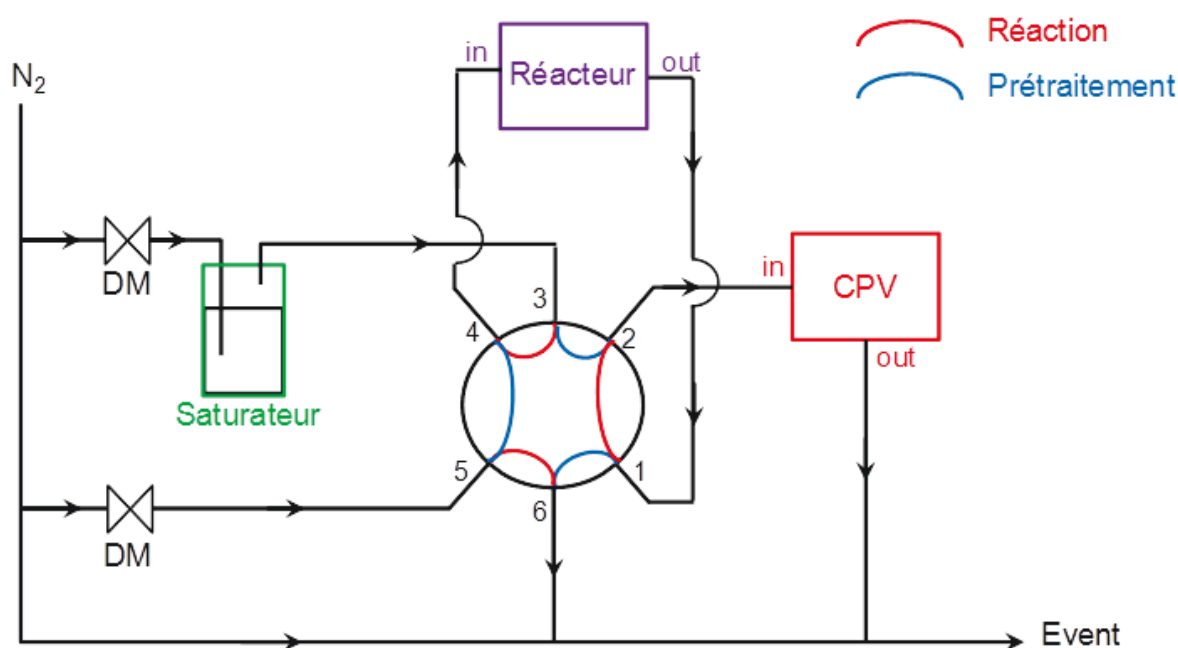 Réaction
in
Réacteur
out
Prétraitement
N2
in
CPV
DM
3
4
2
out
Saturateur
5
1
6
DM
Event